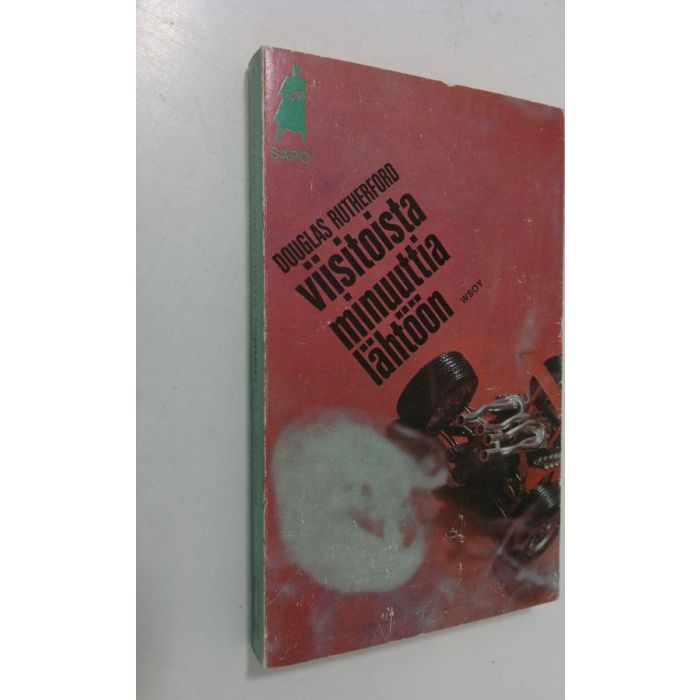 SAPO
DOUGLAS RUTHERFORD
viisitoista
minuuttia
lähtöön
WSOY